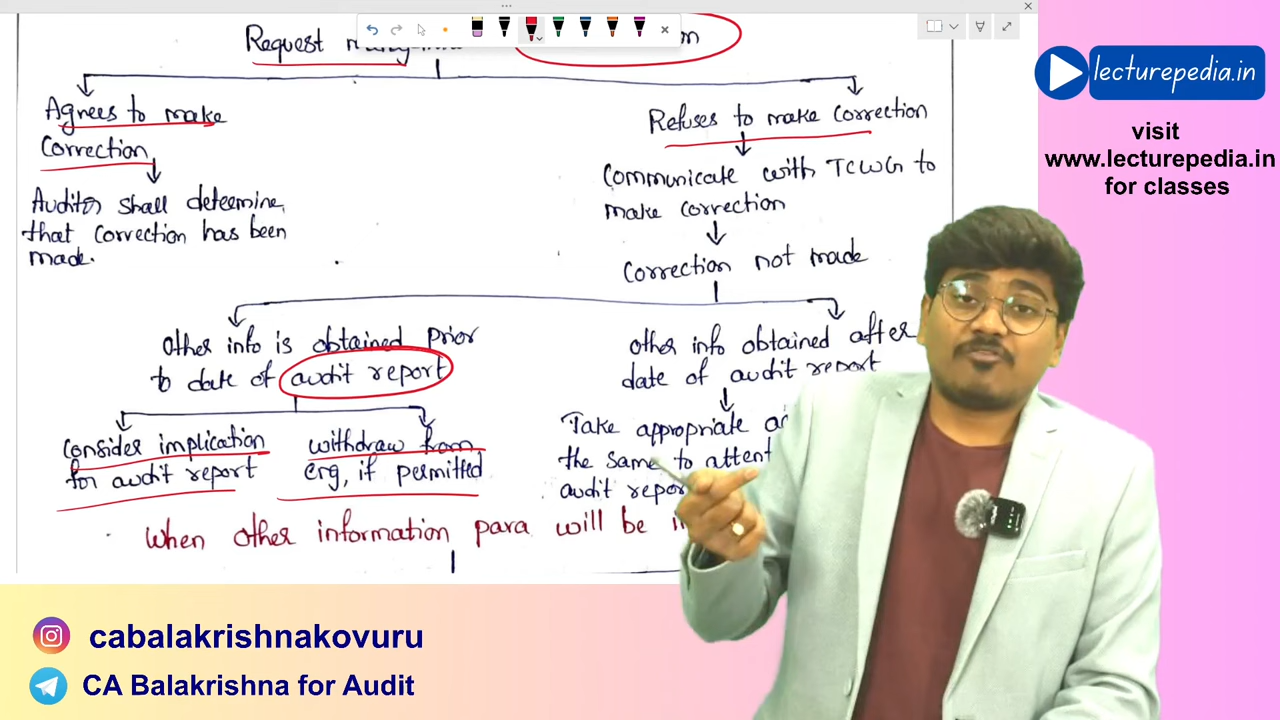 Request
Agrees to make
Correction
Auditor shall determine
that correction has been
made.
Refuses to make correction
Communicate with TCWG to
make correction
Correction not made
Other info is obtained prior
to date of audit report
Consider implication
for audit report
withdraw from
erg, if permitted
other info obtained after
date of audit report
Take appropriate
the same to
audit
When other information para will be
lecturepedia.in
visit
www.lecturepedia.in
for classes
cabalakrishnakovuru
CA Balakrishna for Audit